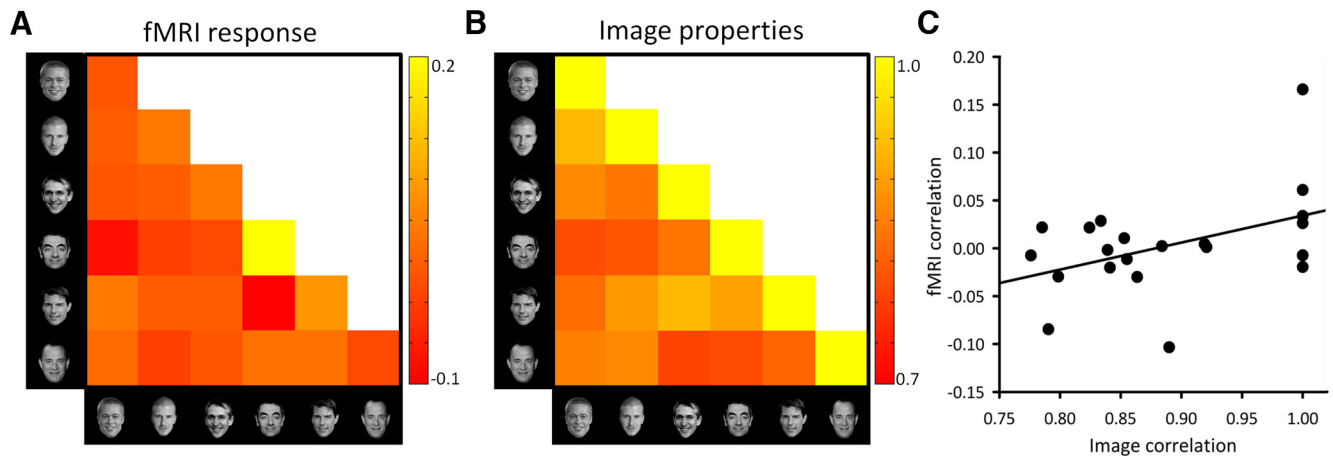 A
fMRI response
0.2
-0.1
B
Image properties
1.0
0.7
C
0.20
0.15
0.10
0.05
0.00
-0.05
-0.10
-0.15
fMRI correlation
0.75 0.80 0.85 0.90 0.95 1.00
Image correlation